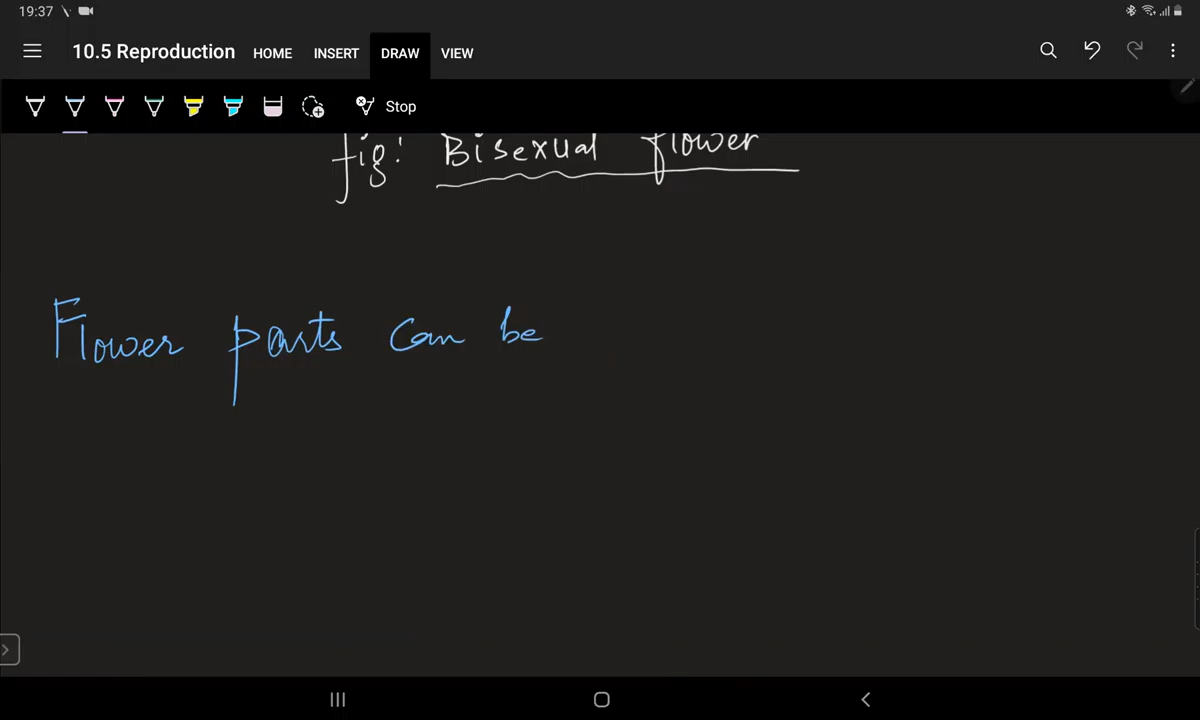 19:37
10.5 Reproduction HOME INSERT DRAW VIEW
Stop
fig: Bisexual flower
Flower parts can be